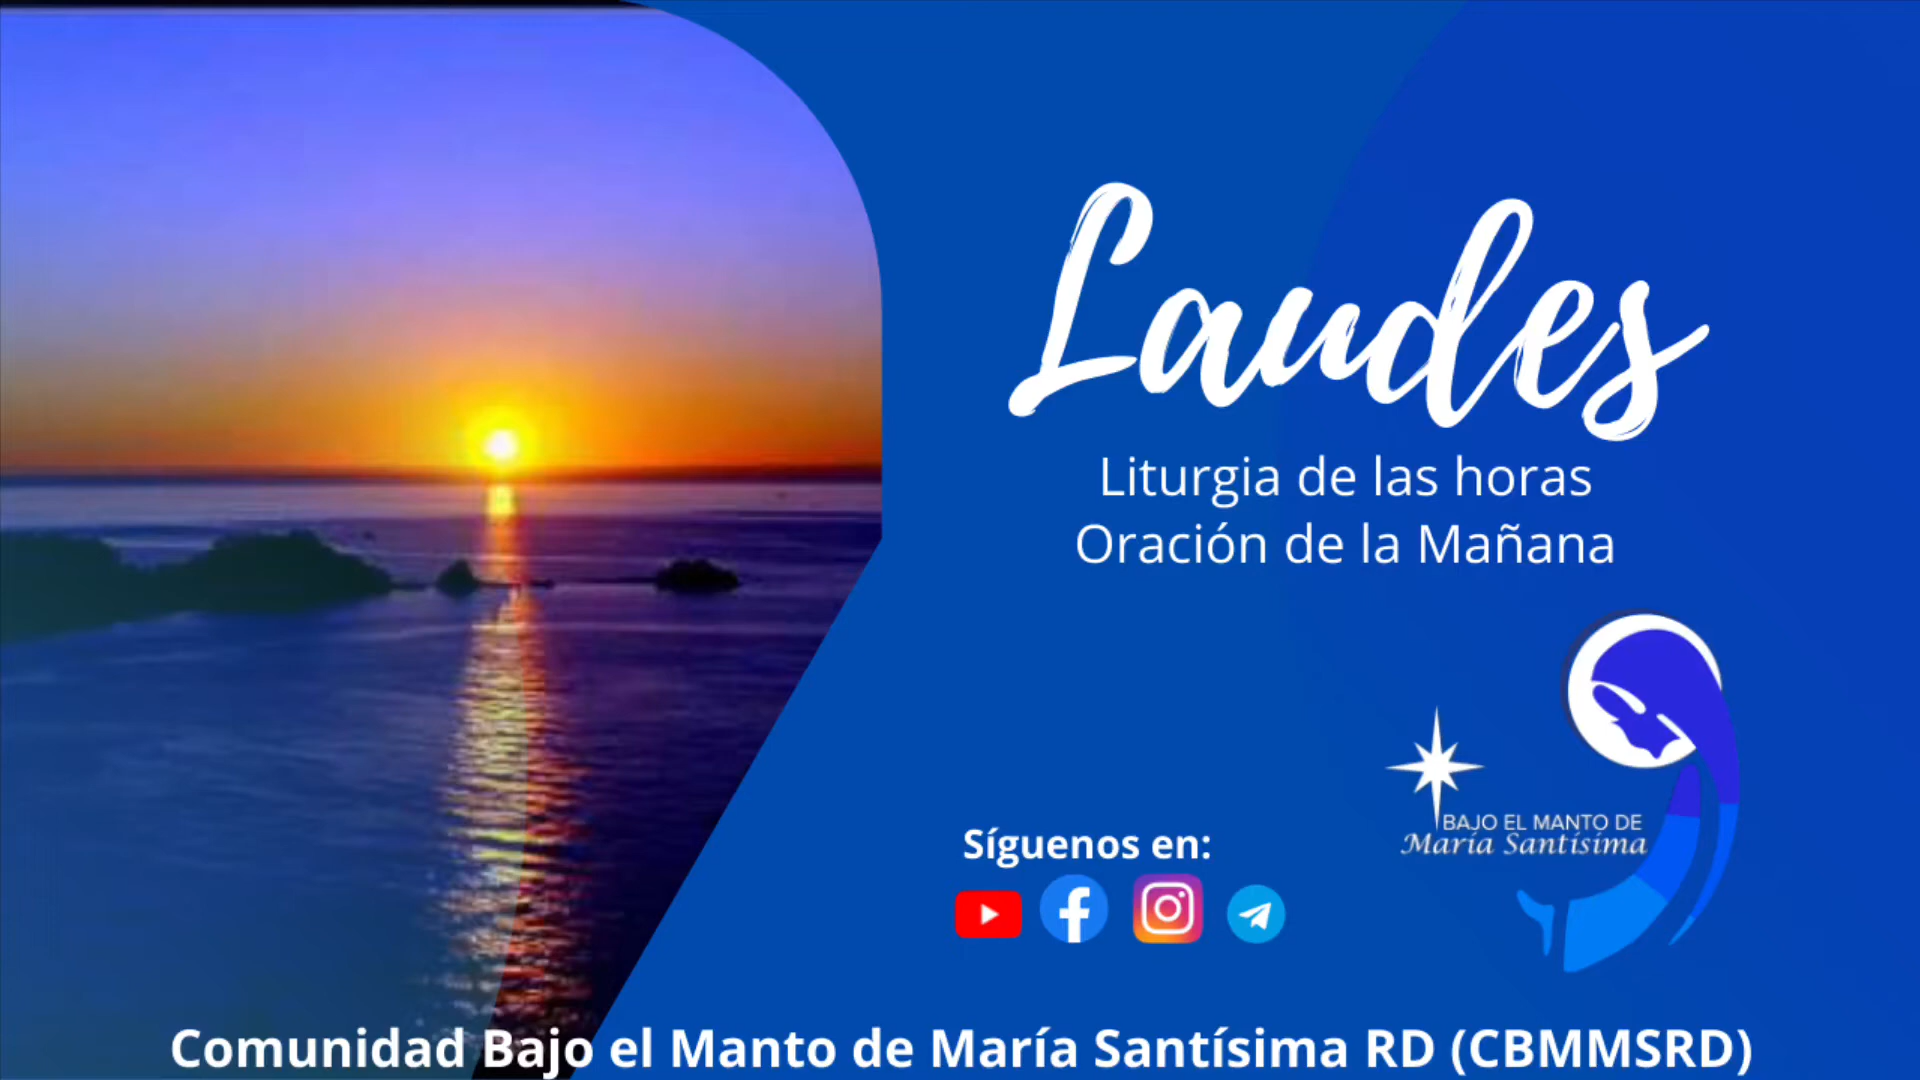 Laudes
Liturgia de las horas
Oración de la Mañana
BAJO EL MANTO DE
María Santísima
Síguenos en:
Comunidad Bajo el Manto de María Santísima RD (CBMMSRD)